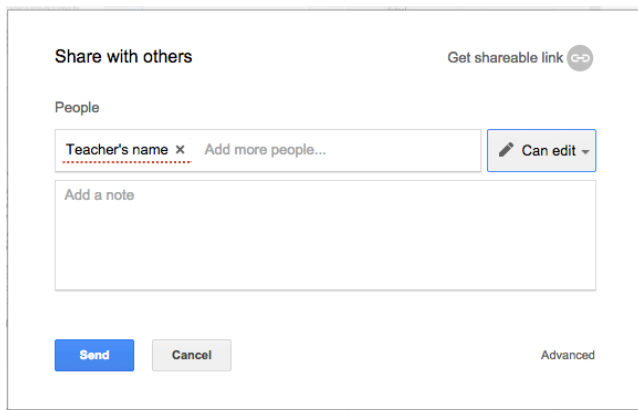 Share with others
Get shareable link
People
Teacher's name × Add more people...
Can edit
Add a note
Send
Cancel
Advanced